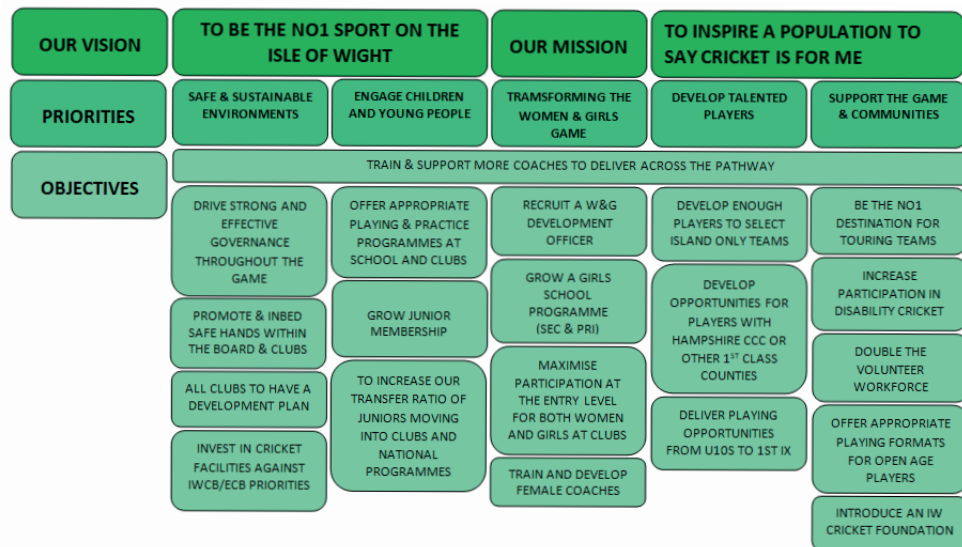 OUR VISION
TO BE THE NO1 SPORT ON THE
ISLE OF WIGHT
OUR MISSION
TO INSPIRE A POPULATION TO
SAY CRICKET IS FOR ME
PRIORITIES
SAFE & SUSTAINABLE
ENVIRONMENTS
ENGAGE CHILDREN
AND YOUNG PEOPLE
TRAMSFORMING THE
WOMEN & GIRLS
GAME
DEVELOP TALENTED
PLAYERS
SUPPORT THE GAME
& COMMUNITIES
OBJECTIVES
TRAIN & SUPPORT MORE COACHES TO DELIVER ACROSS THE PATHWAY
DRIVE STRONG AND
EFFECTIVE
GOVERNANCE
THROUGHOUT THE
GAME
PROMOTE & INBED
SAFE HANDS WITHIN
THE BOARD & CLUBS
ALL CLUBS TO HAVE A
DEVELOPMENT PLAN
INVEST IN CRICKET
FACILITIES AGAINST
IWCB/ECB PRIORITIES
OFFER APPROPRIATE
PLAYING & PRACTICE
PROGRAMMES AT
SCHOOL AND CLUBS
GROW JUNIOR
MEMBERSHIP
TO INCREASE OUR
TRANSFER RATIO OF
JUNIORS MOVING
INTO CLUBS AND
NATIONAL
PROGRAMMES
RECRUIT A W&G
DEVELOPMENT
OFFICER
GROW A GIRLS
SCHOOL
PROGRAMME
(SEC & PRI)
MAXIMISE
PARTICIPATION AT
THE ENTRY LEVEL
FOR BOTH WOMEN
AND GIRLS AT CLUBS
TRAIN AND DEVELOP
FEMALE COACHES
DEVELOP ENOUGH
PLAYERS TO SELECT
ISLAND ONLY TEAMS
DEVELOP
OPPORTUNITIES FOR
PLAYERS WITH
HAMPSHIRE CCC OR
OTHER 1ST CLASS
COUNTIES
DELIVER PLAYING
OPPORTUNITIES
FROM U10S TO 1ST IX
BE THE NO1
DESTINATION FOR
TOURING TEAMS
INCREASE
PARTICIPATION IN
DISABILITY CRICKET
DOUBLE THE
VOLUNTEER
WORKFORCE
OFFER APPROPRIATE
PLAYING FORMATS
FOR OPEN AGE
PLAYERS
INTRODUCE AN IW
CRICKET FOUNDATION